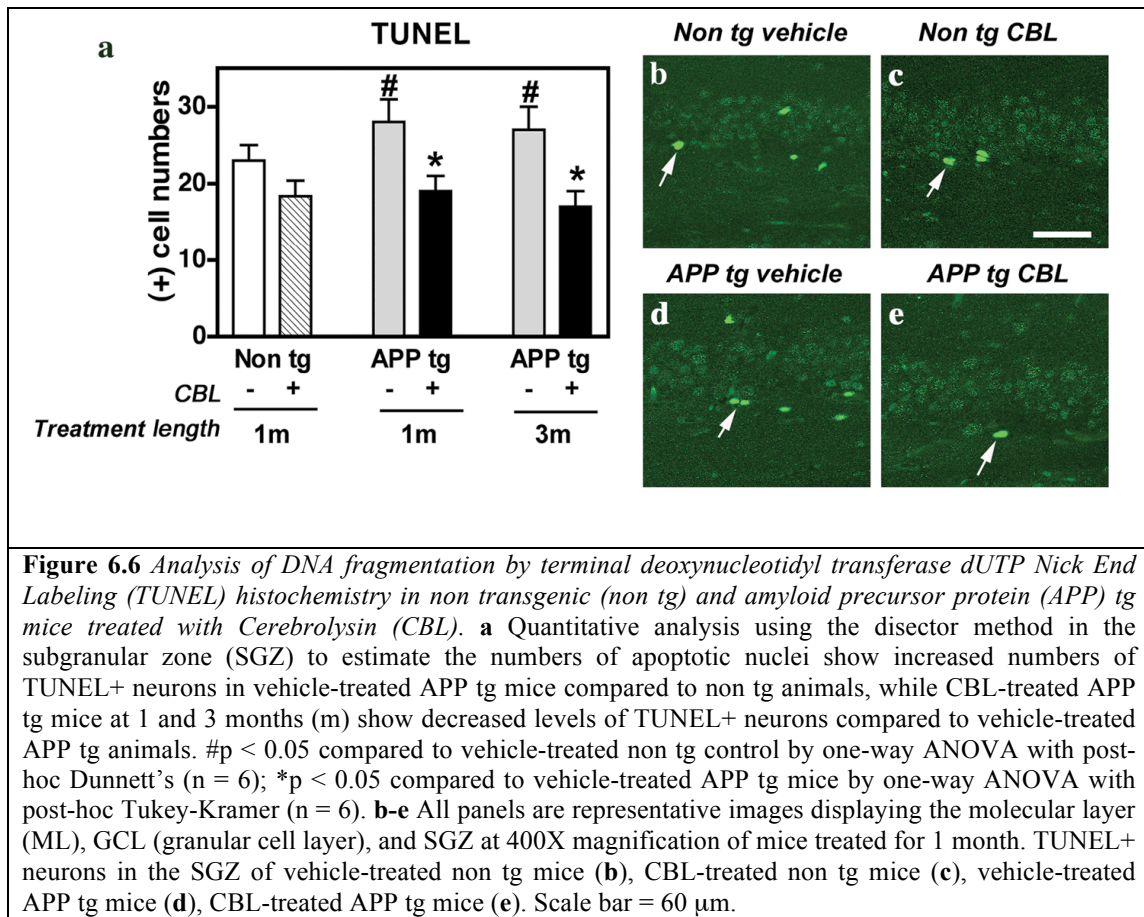 a
TUNEL
(+) cell numbers
30
20
10
0
#
#
*
*
Non tg APP tg APP tg
CBL - + - + - +
Treatment length 1m 1m 3m
Non tg vehicle Non tg CBL
b c
APP tg vehicle APP tg CBL
d e
Figure 6.6 Analysis of DNA fragmentation by terminal deoxynucleotidyl transferase dUTP Nick End
Labeling (TUNEL) histochemistry in non transgenic (non tg) and amyloid precursor protein (APP) tg
mice treated with Cerebrolysin (CBL). a Quantitative analysis using the disector method in the
subgranular zone (SGZ) to estimate the numbers of apoptotic nuclei show increased numbers of
TUNEL+ neurons in vehicle-treated APP tg mice compared to non tg animals, while CBL-treated APP
tg mice at 1 and 3 months (m) show decreased levels of TUNEL+ neurons compared to vehicle-treated
APP tg animals. #p < 0.05 compared to vehicle-treated non tg control by one-way ANOVA with post-
hoc Dunnett's (n = 6); *p < 0.05 compared to vehicle-treated APP tg mice by one-way ANOVA with
post-hoc Tukey-Kramer (n = 6). b-e All panels are representative images displaying the molecular layer
(ML), GCL (granular cell layer), and SGZ at 400X magnification of mice treated for 1 month. TUNEL+
neurons in the SGZ of vehicle-treated non tg mice (b), CBL-treated non tg mice (c), vehicle-treated
APP tg mice (d), CBL-treated APP tg mice (e). Scale bar = 60 μm.